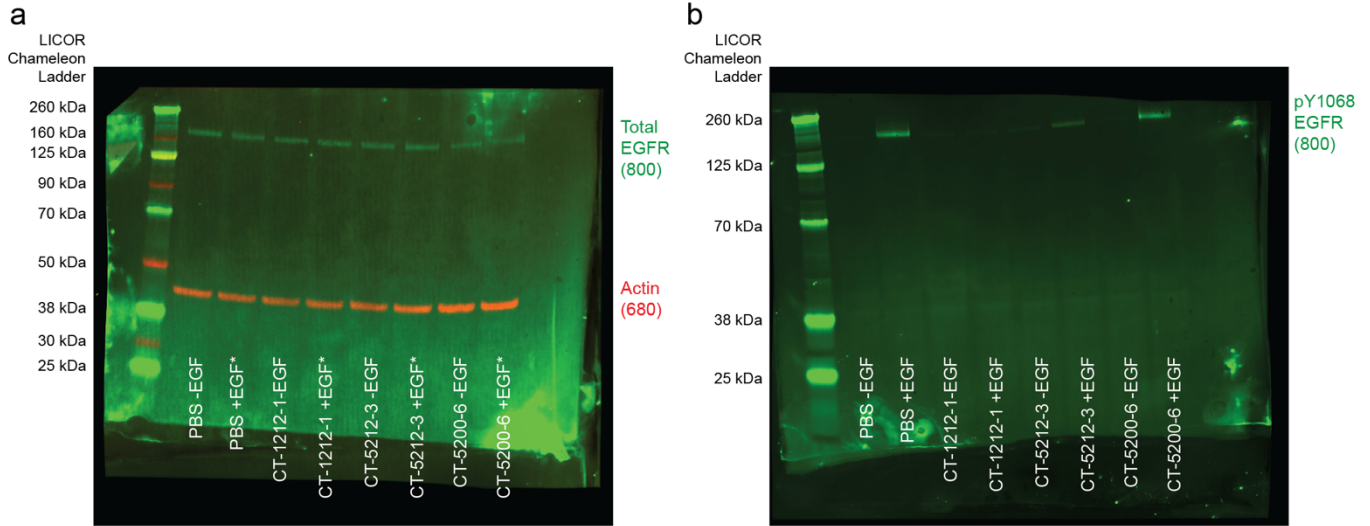 a
LICOR
Chameleon
Ladder
260 kDa
160 kDa
125 kDa
90 kDa
70 kDa
50 kDa
38 kDa
30 kDa
25 kDa
Total
EGFR
(800)
Actin
(680)
PBS -EGF
PBS +EGF*
CT-1212-1-EGF
CT-1212-1 +EGF*
CT-5212-3 -EGF
CT-5212-3 +EGF*
CT-5200-6 -EGF
CT-5200-6 +EGF*
b
LICOR
Chameleon
Ladder
260 kDa
125 kDa
70 kDa
38 kDa
25 kDa
pY1068
EGFR
(800)
PBS -EGF
PBS +EGF
CT-1212-1-EGF
CT-1212-1 +EGF
CT-5212-3 -EGF
CT-5212-3 +EGF
CT-5200-6 -EGF
CT-5200-6 +EGF